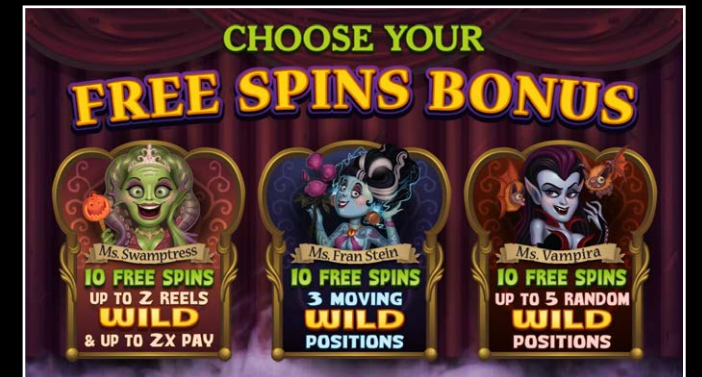 CHOOSE YOUR
FREE SPINS BONUS
Ms. Swamptress
10 FREE SPINS
UP TO 2 REELS
WILD
& UP TO 2X PAY
Ms. Fran Stein
10 FREE SPINS
3 MOVING
WILD
POSITIONS
Ms. Vampira
10 FREE SPINS
UP TO 5 RANDOM
WILD
POSITIONS